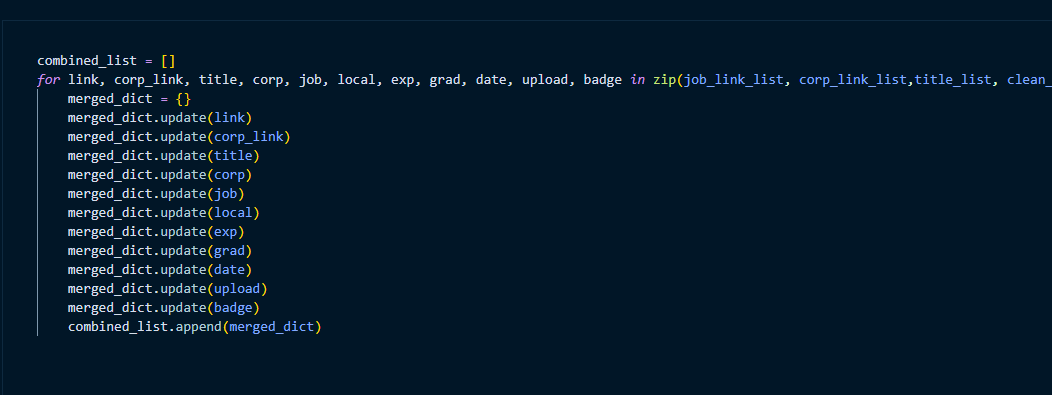 combined_list = []
for link, corp_link, title, corp, job, local, exp, grad, date, upload, badge in zip(job_link_list, corp_link_list,title_list, clean_
merged_dict = {}
merged_dict.update(link)
merged_dict.update(corp_link)
merged_dict.update(title)
merged_dict.update(corp)
merged_dict.update(job)
merged_dict.update(local)
merged_dict.update(exp)
merged_dict.update(grad)
merged_dict.update(date)
merged_dict.update(upload)
merged_dict.update(badge)
combined_list.append(merged_dict)